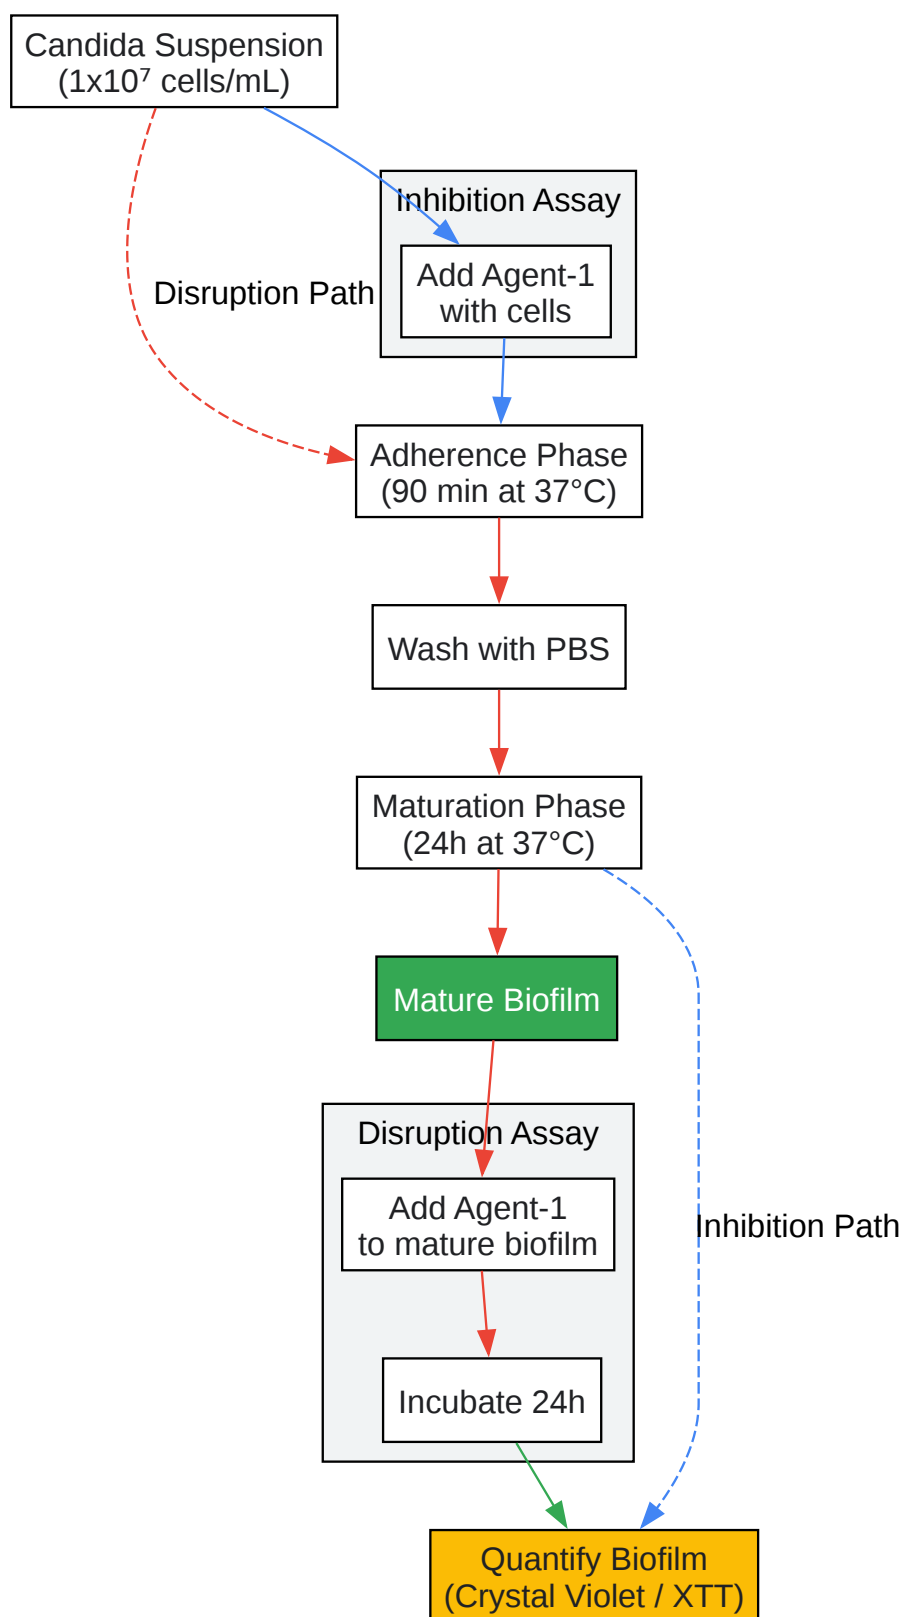 Candida Suspension
(1x10⁷ cells/mL)
Inhibition Assay
Add Agent-1
with cells
Disruption Path
Adherence Phase
(90 min at 37°C)
Wash with PBS
Maturation Phase
(24h at 37°C)
Mature Biofilm
Disruption Assay
Add Agent-1
to mature biofilm
Inhibition Path
Incubate 24h
Quantify Biofilm
(Crystal Violet / XTT)